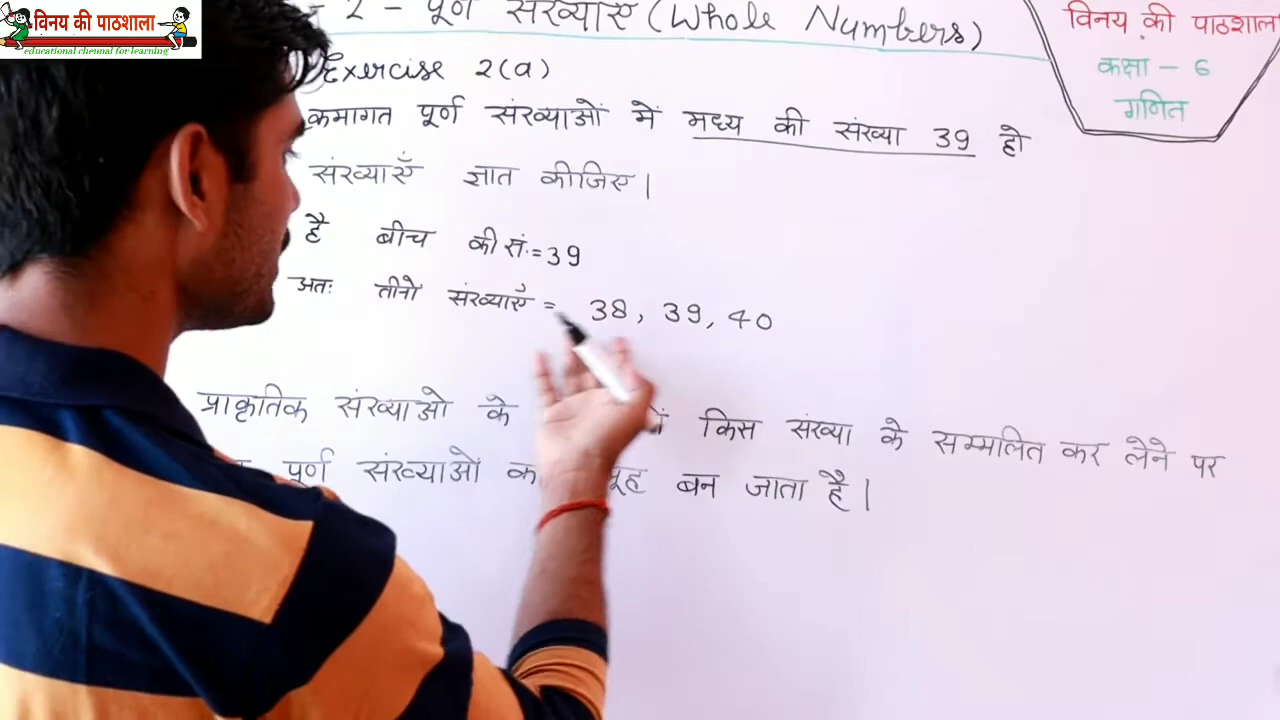 विनय की पाठशाला
educational chennal for learning
2 - पूर्ण संख्याएँ (Whole Numbers)
विनय की पाठशाला
कक्षा - 6
गणित
Exercise 2(a)
क्रमागत पूर्ण संख्याओं में मध्य की संख्या 39 हो
संख्याएँ ज्ञात कीजिए।
है बीच की सं.=39
अतः तीनो संख्याएँ = 38, 39, 40
प्राकृतिक संख्याओ के किस संख्या के सम्मलित कर लेने पर
पूर्ण संख्याओं बन जाता है।